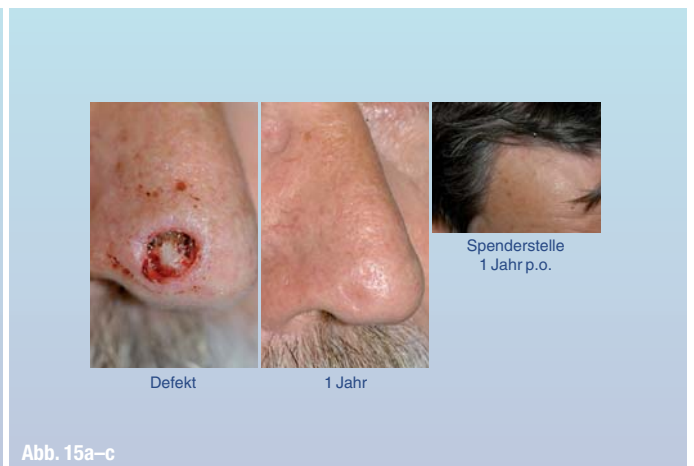 Spenderstelle
1 Jahr p.o.
Defekt
1 Jahr
Abb. 15a–c